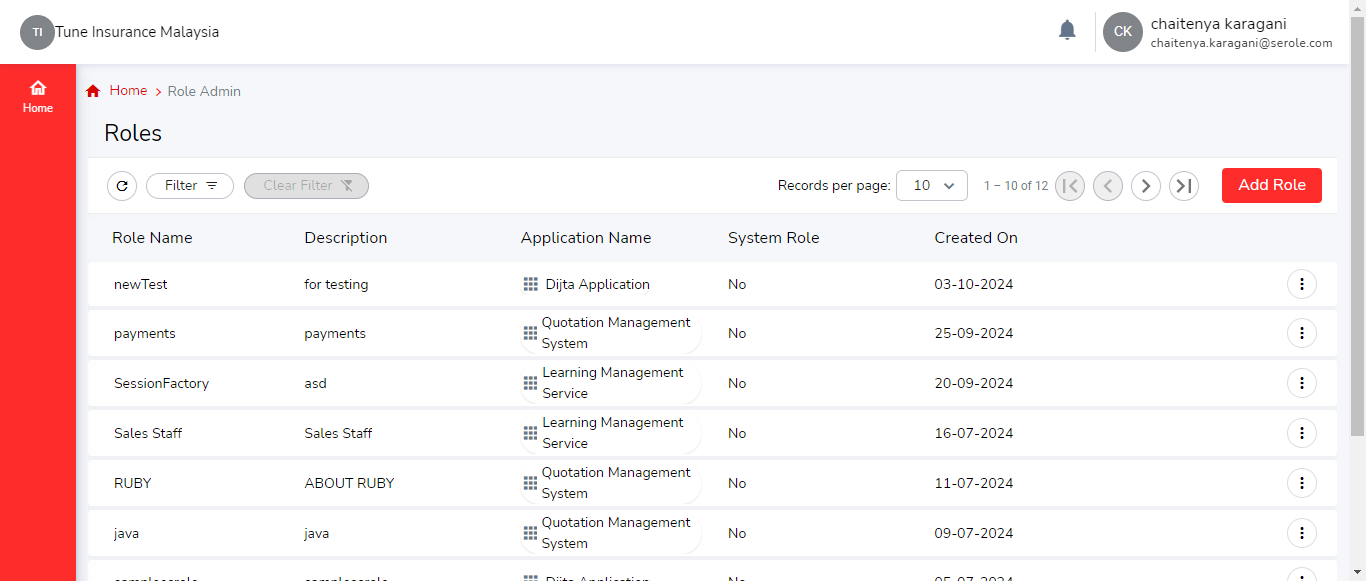 TI Tune Insurance Malaysia
CK chaitenya karagani
chaitenya.karagani@serole.com
Home
Home > Role Admin
Roles
Filter Clear Filter Records per page: 10 1 – 10 of 12 Add Role
Role Name Description Application Name System Role Created On
newTest for testing Dijta Application No 03-10-2024
payments payments Quotation Management System No 25-09-2024
SessionFactory asd Learning Management Service No 20-09-2024
Sales Staff Sales Staff Learning Management Service No 16-07-2024
RUBY ABOUT RUBY Quotation Management System No 11-07-2024
java java Quotation Management System No 09-07-2024
Dijta Application No 05-07-2024